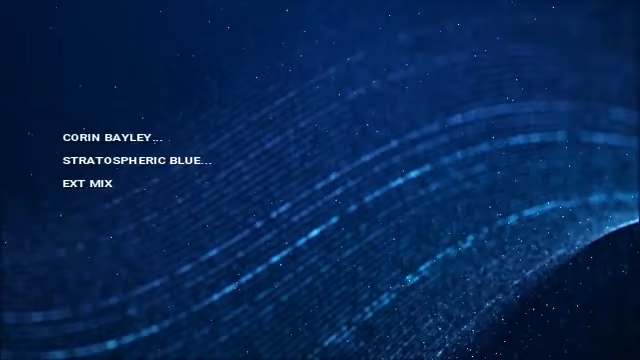 CORIN BAYLEY...
STRATOSPHERIC BLUE...
EXT MIX